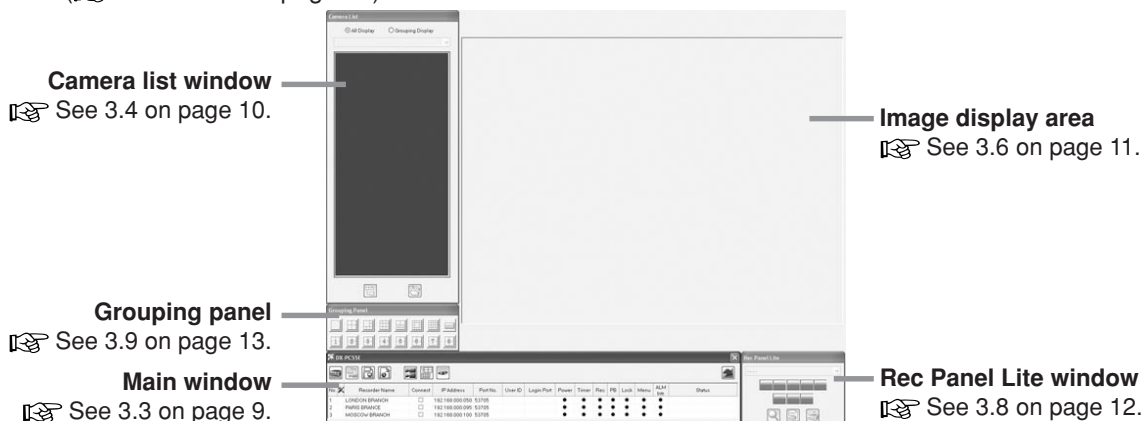 Camera List
All Display Grouping Display
Camera list window
See 3.4 on page 10.
Image display area
See 3.6 on page 11.
Grouping panel
See 3.9 on page 13.
Grouping Panel
Main window
See 3.3 on page 9.
DX-PC55E
No. Recorder Name Connect IP Address Port No. User ID Login Port Power Timer Rec PB Lock Menu ALM Status
1 LONDON BRANCH 192.168.000.050 53705
2 PARIS BRANCE 192.168.000.095 53705
3 MOSCOW BRANCH 192.168.000.100 53705
Rec Panel Lite
Rec Panel Lite window
See 3.8 on page 12.